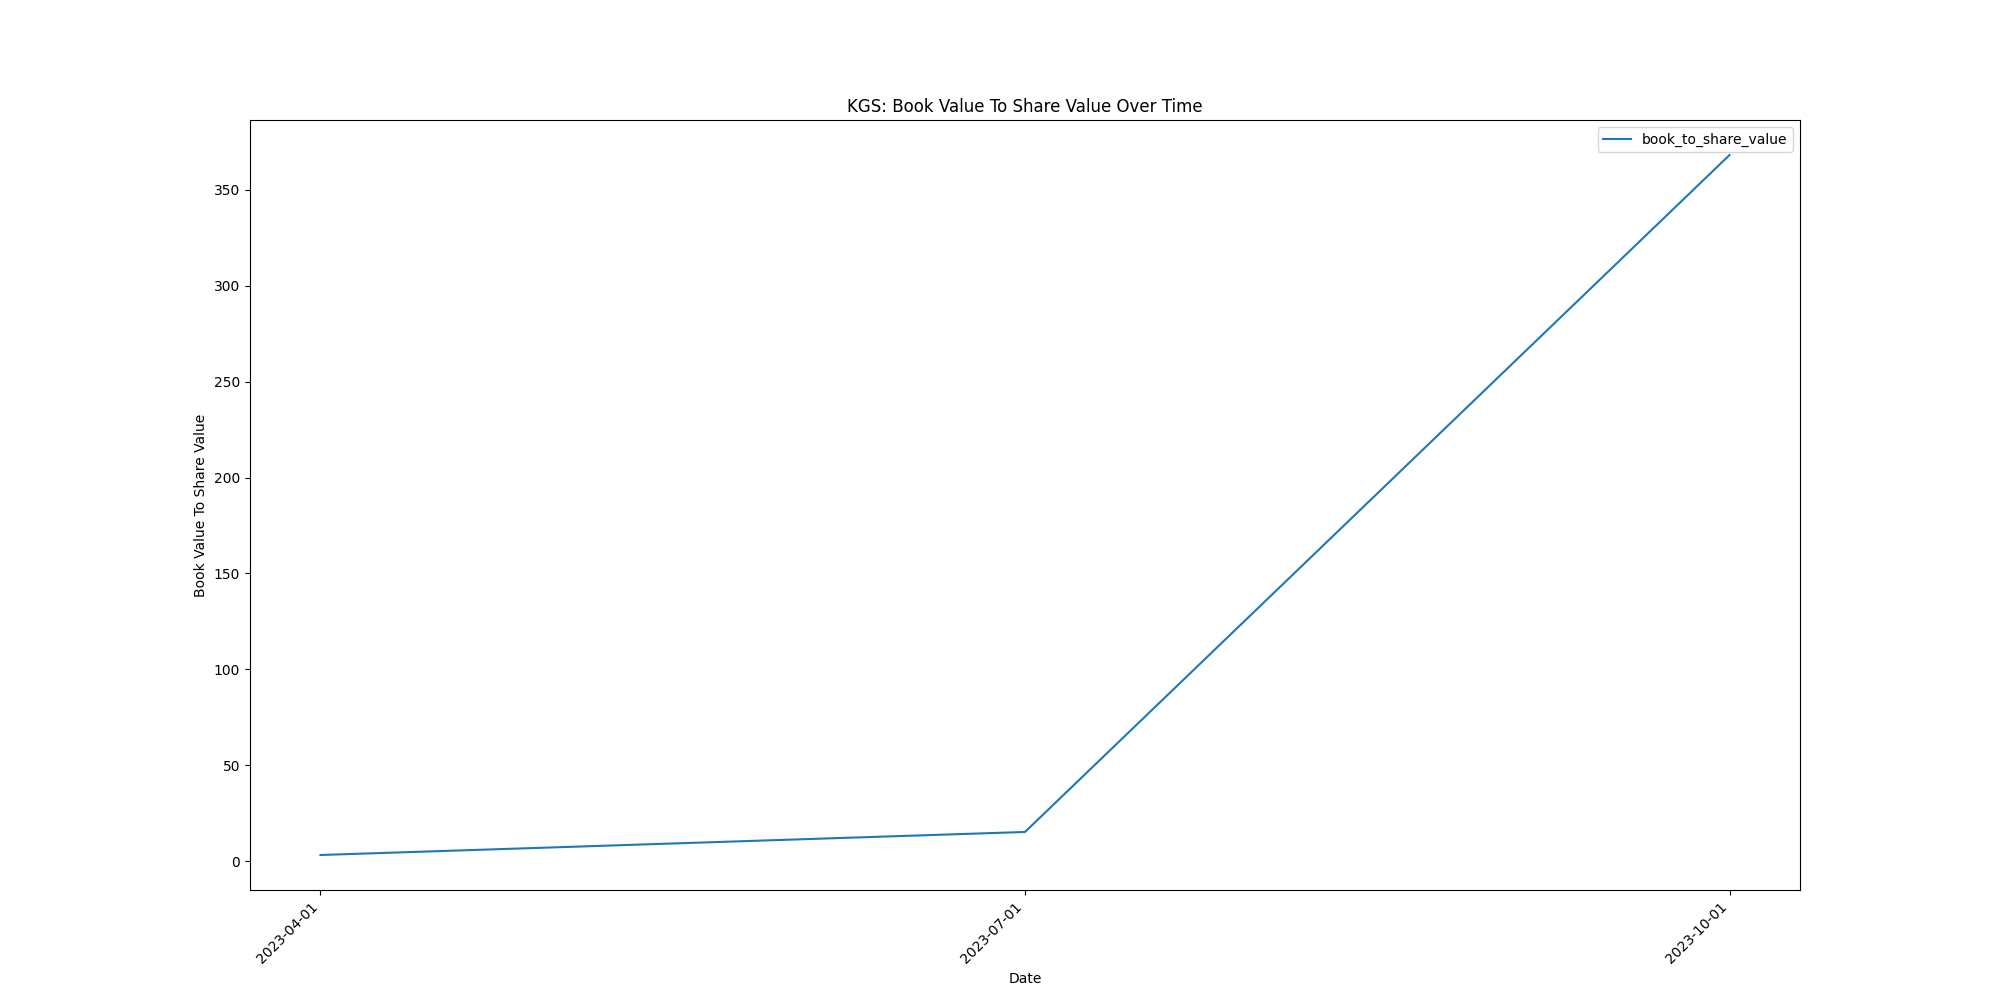 KGS: Book Value To Share Value Over Time
book_to_share_value
350
300
250
200
150
100
50
0
Book Value To Share Value
2023-04-01
2023-07-01
2023-10-01
Date